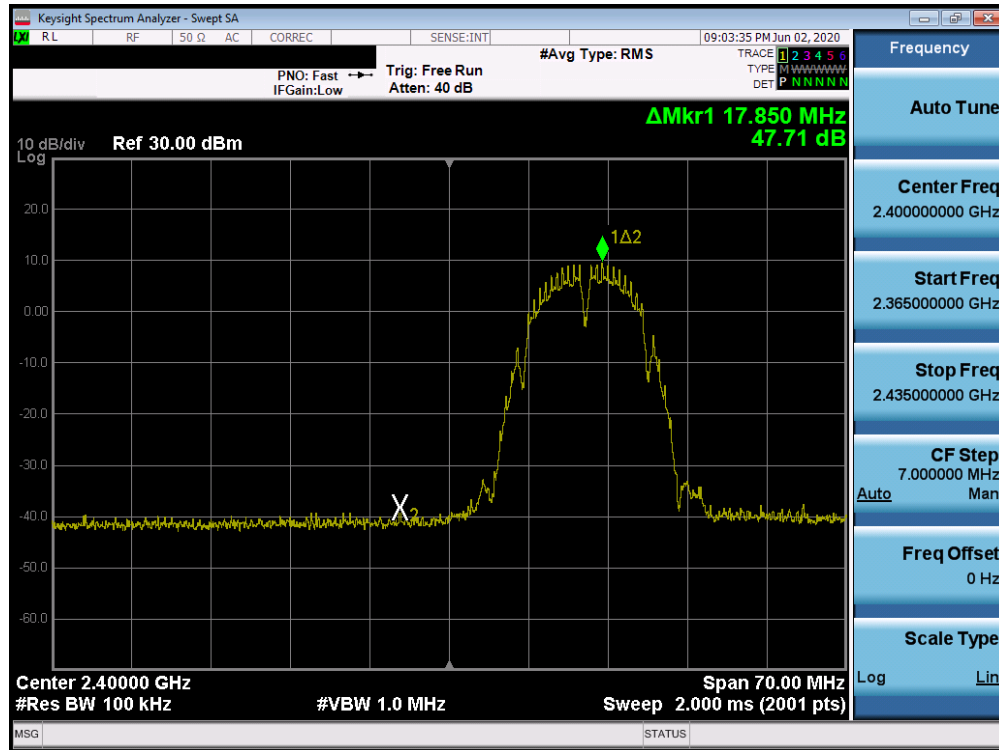 Keysight Spectrum Analyzer - Swept SA
LXI RL RF 50 Ω AC CORREC SENSE:INT 09:03:35 PM Jun 02, 2020
#Avg Type: RMS
TRACE 1 2 3 4 5 6
TYPE M WWWWW
DET P N N N N N
PNO: Fast
IFGain:Low
Trig: Free Run
Atten: 40 dB
ΔMkr1 17.850 MHz
47.71 dB
10 dB/div Ref 30.00 dBm
Log
20.0
10.0
0.00
-10.0
-20.0
-30.0
-40.0
-50.0
-60.0
1Δ2
X2
Center 2.40000 GHz
#Res BW 100 kHz
#VBW 1.0 MHz
Span 70.00 MHz
Sweep 2.000 ms (2001 pts)
MSG
STATUS
Frequency
Auto Tune
Center Freq
2.400000000 GHz
Start Freq
2.365000000 GHz
Stop Freq
2.435000000 GHz
CF Step
7.000000 MHz
Auto Man
Freq Offset
0 Hz
Scale Type
Log Lin